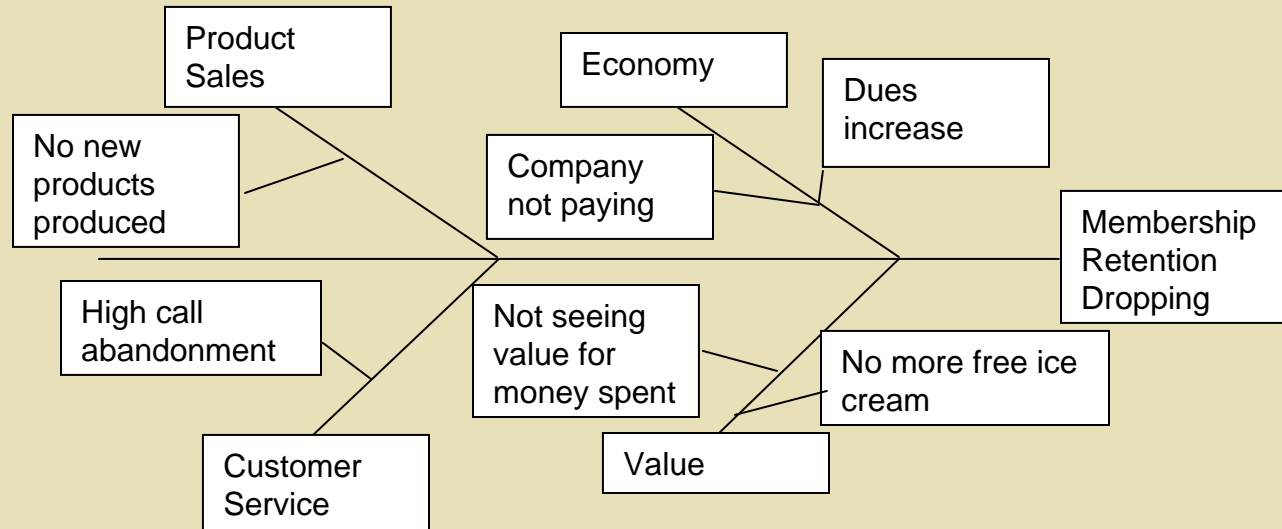 Product
Sales
Economy
Dues
increase
No new
products
produced
Company
not paying
Membership
Retention
Dropping
High call
abandonment
Not seeing
value for
money spent
No more free ice
cream
Customer
Service
Value